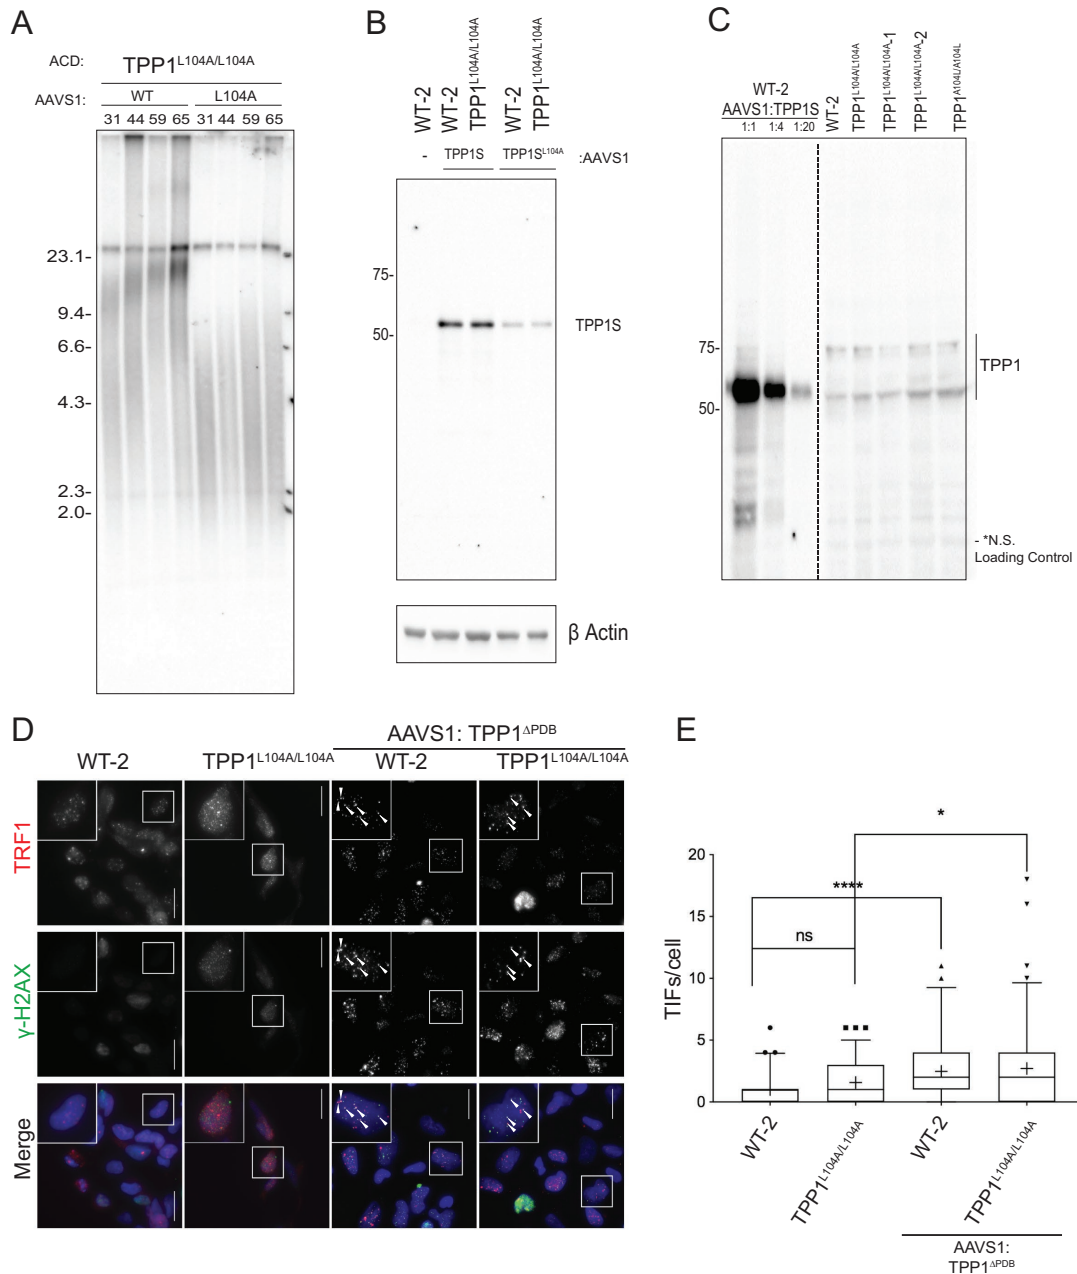 A
ACD: TPP1L104A/L104A
AAVS1: WT L104A
31 44 59 65 31 44 59 65
23.1-
9.4-
6.6-
4.3-
2.3-
2.0-
B
WT-2
WT-2
TPP1L104A/L104A
WT-2
TPP1L104A/L104A
- TPP1S TPP1SL104A :AAVS1
75-
50-
TPP1S
β Actin
C
WT-2
AAVS1:TPP1S
1:1 1:4 1:20
WT-2
TPP1L104A/L104A
TPP1L104A/L104A-1
TPP1L104A/L104A-2
TPP1A104L/A104L
75-
50-
TPP1
- *N.S.
Loading Control
D
AAVS1: TPP1ΔPDB
WT-2 TPP1L104A/L104A WT-2 TPP1L104A/L104A
TRF1
γ-H2AX
Merge
E
*
****
ns
TIFs/cell
20
15
10
5
0
WT-2
TPP1L104A/L104A
WT-2
TPP1L104A/L104A
AAVS1:
TPP1ΔPDB